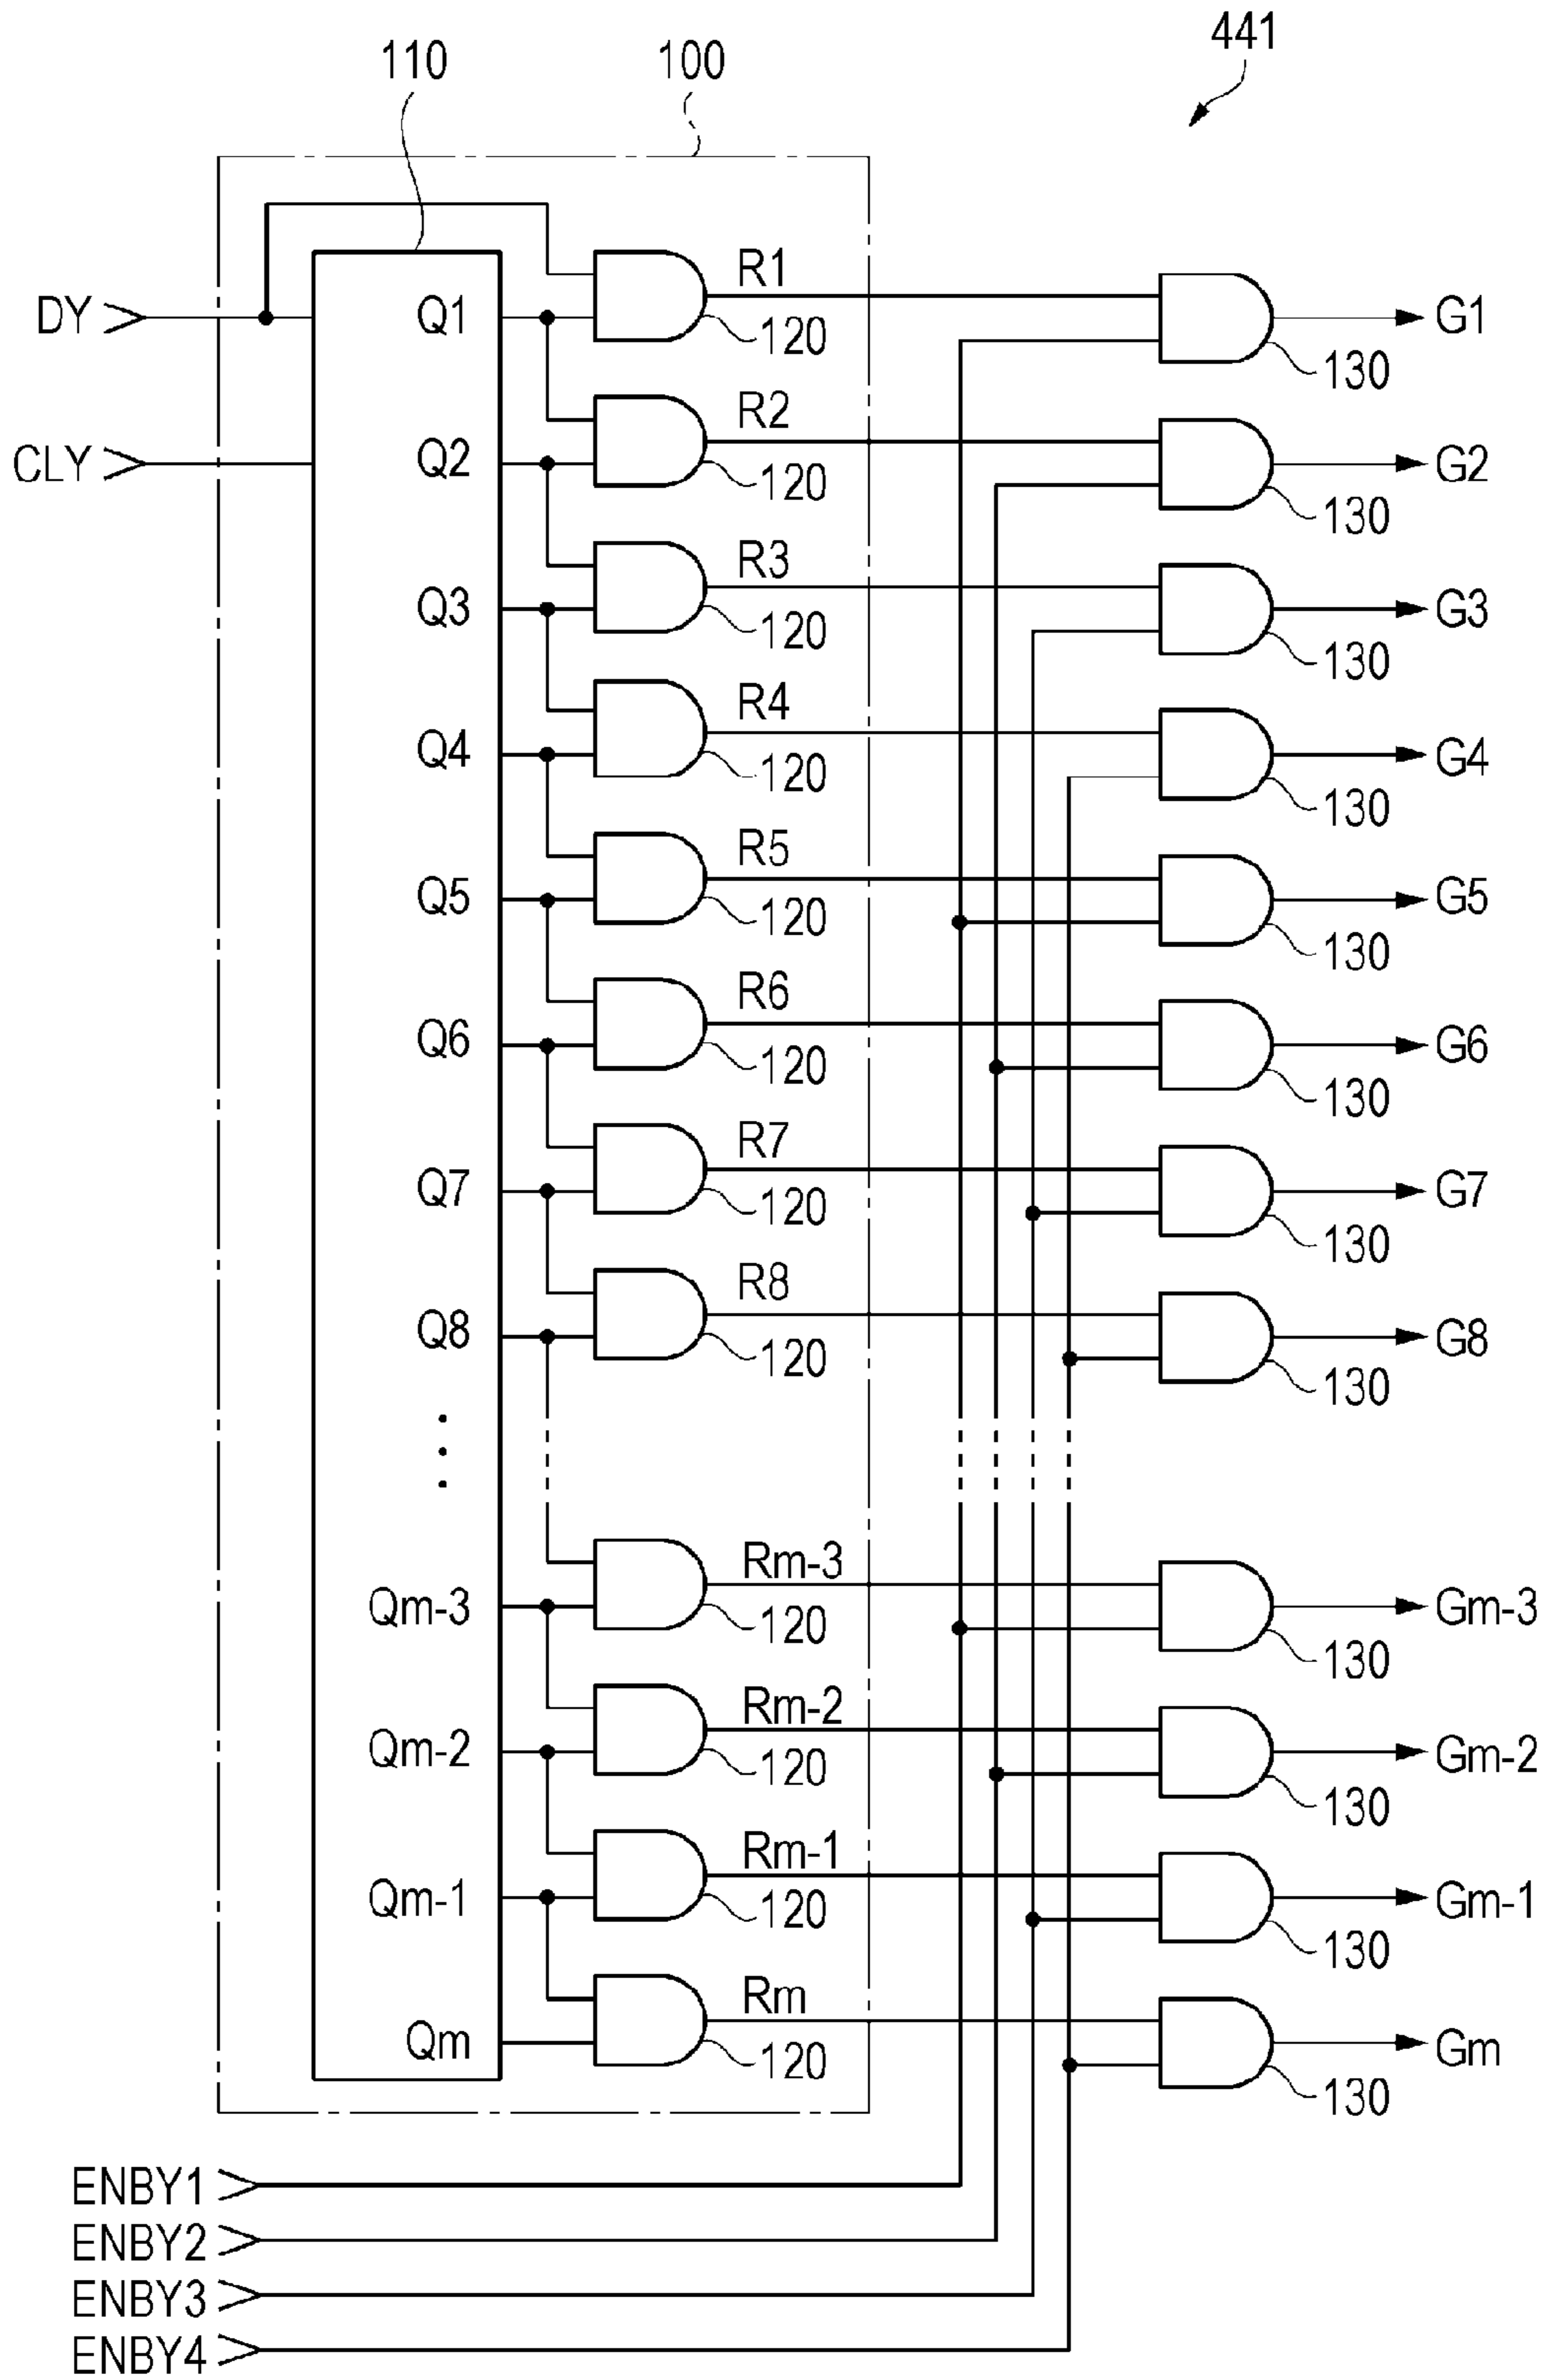 441
110 100
R1
DY Q1 120 G1
130
R2
CLY Q2 120 G2
130
R3
Q3 120 G3
130
R4
Q4 120 G4
130
R5
Q5 120 G5
130
R6
Q6 120 G6
130
R7
Q7 120 G7
130
R8
Q8 120 G8
130
Rm-3
Qm-3 120 Gm-3
130
Rm-2
Qm-2 120 Gm-2
130
Rm-1
Qm-1 120 Gm-1
130
Rm
Qm 120 Gm
130
ENBY1
ENBY2
ENBY3
ENBY4